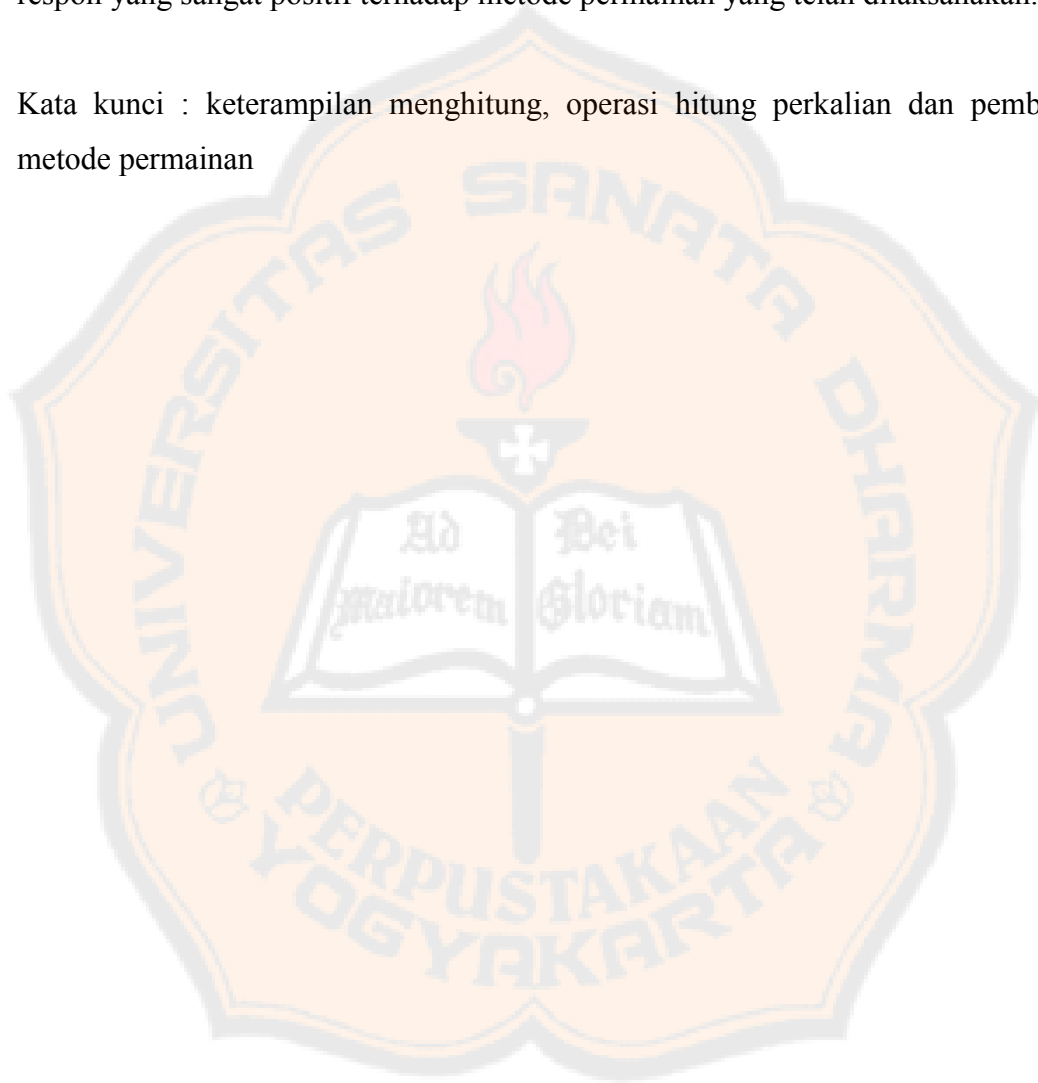 respon yang sangat positif terhadap metode permainan yang telah dilaksanakan.
Kata kunci : keterampilan menghitung, operasi hitung perkalian dan pemb
metode permainan
UNIVERSITAS SANATA DHARMA
Ad Dei
maiorem Gloriam
PERPUSTAKAAN
YOGYAKARTA